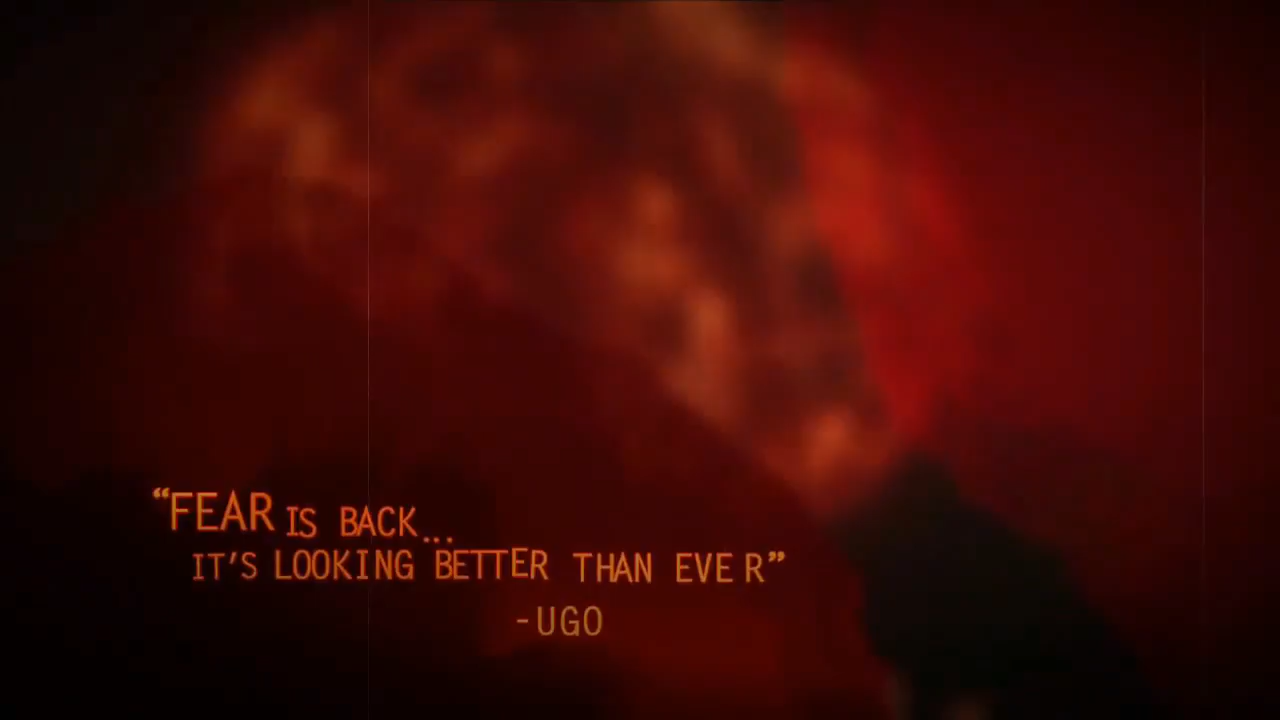 “FEAR IS BACK...
IT’S LOOKING BETTER THAN EVER”
-UGO